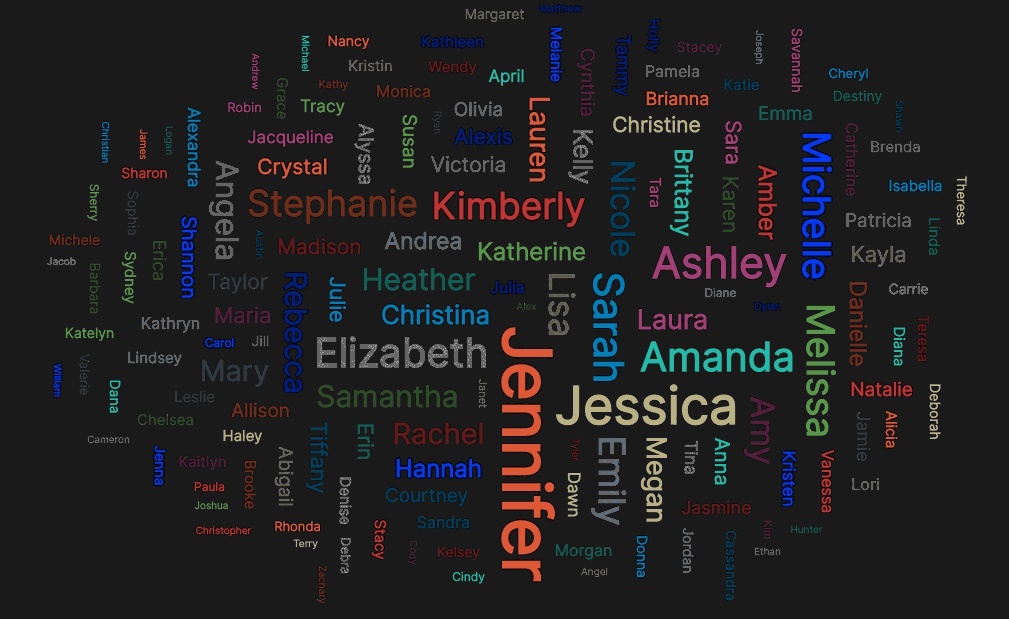 Margaret
Matthew
Nancy
Kathleen
Melanie
Holly
Tammy
Stacey
Joseph
Savannah
Michael
Andrew
Kristin
Wendy
April
Cynthia
Pamela
Cheryl
Kathy
Grace
Monica
Katie
Destiny
Robin
Tracy
Olivia
Lauren
Brianna
Emma
Shawn
Alexandra
Susan
Ryan
Christine
Christian
James
Logan
Jacqueline
Alyssa
Alexis
Kelly
Sara
Michelle
Catherine
Brenda
Crystal
Victoria
Nicole
Brittany
Sharon
Angela
Tara
Karen
Amber
Isabella
Theresa
Sherry
Sophia
Stephanie
Kimberly
Patricia
Linda
Michele
Shannon
Austin
Madison
Andrea
Katherine
Kayla
Jacob
Erica
Sydney
Barbara
Ashley
Taylor
Rebecca
Julie
Heather
Julia
Lisa
Sarah
Diane
Carrie
Alex
Dylan
Danielle
Kathryn
Maria
Christina
Laura
Melissa
Teresa
Katelyn
Carol
Jill
Diana
Lindsey
Elizabeth
Jennifer
Amanda
William
Valerie
Dana
Mary
Leslie
Samantha
Janet
Jessica
Natalie
Deborah
Chelsea
Allison
Amy
Jamie
Alicia
Cameron
Haley
Tiffany
Erin
Rachel
Tyler
Emily
Megan
Tina
Anna
Jenna
Kaitlyn
Abigail
Hannah
Kristen
Vanessa
Paula
Brooke
Denise
Courtney
Dawn
Lori
Joshua
Jasmine
Christopher
Rhonda
Stacy
Sandra
Kim
Hunter
Terry
Debra
Cody
Kelsey
Morgan
Donna
Jordan
Cassandra
Ethan
Zachary
Cindy
Angel